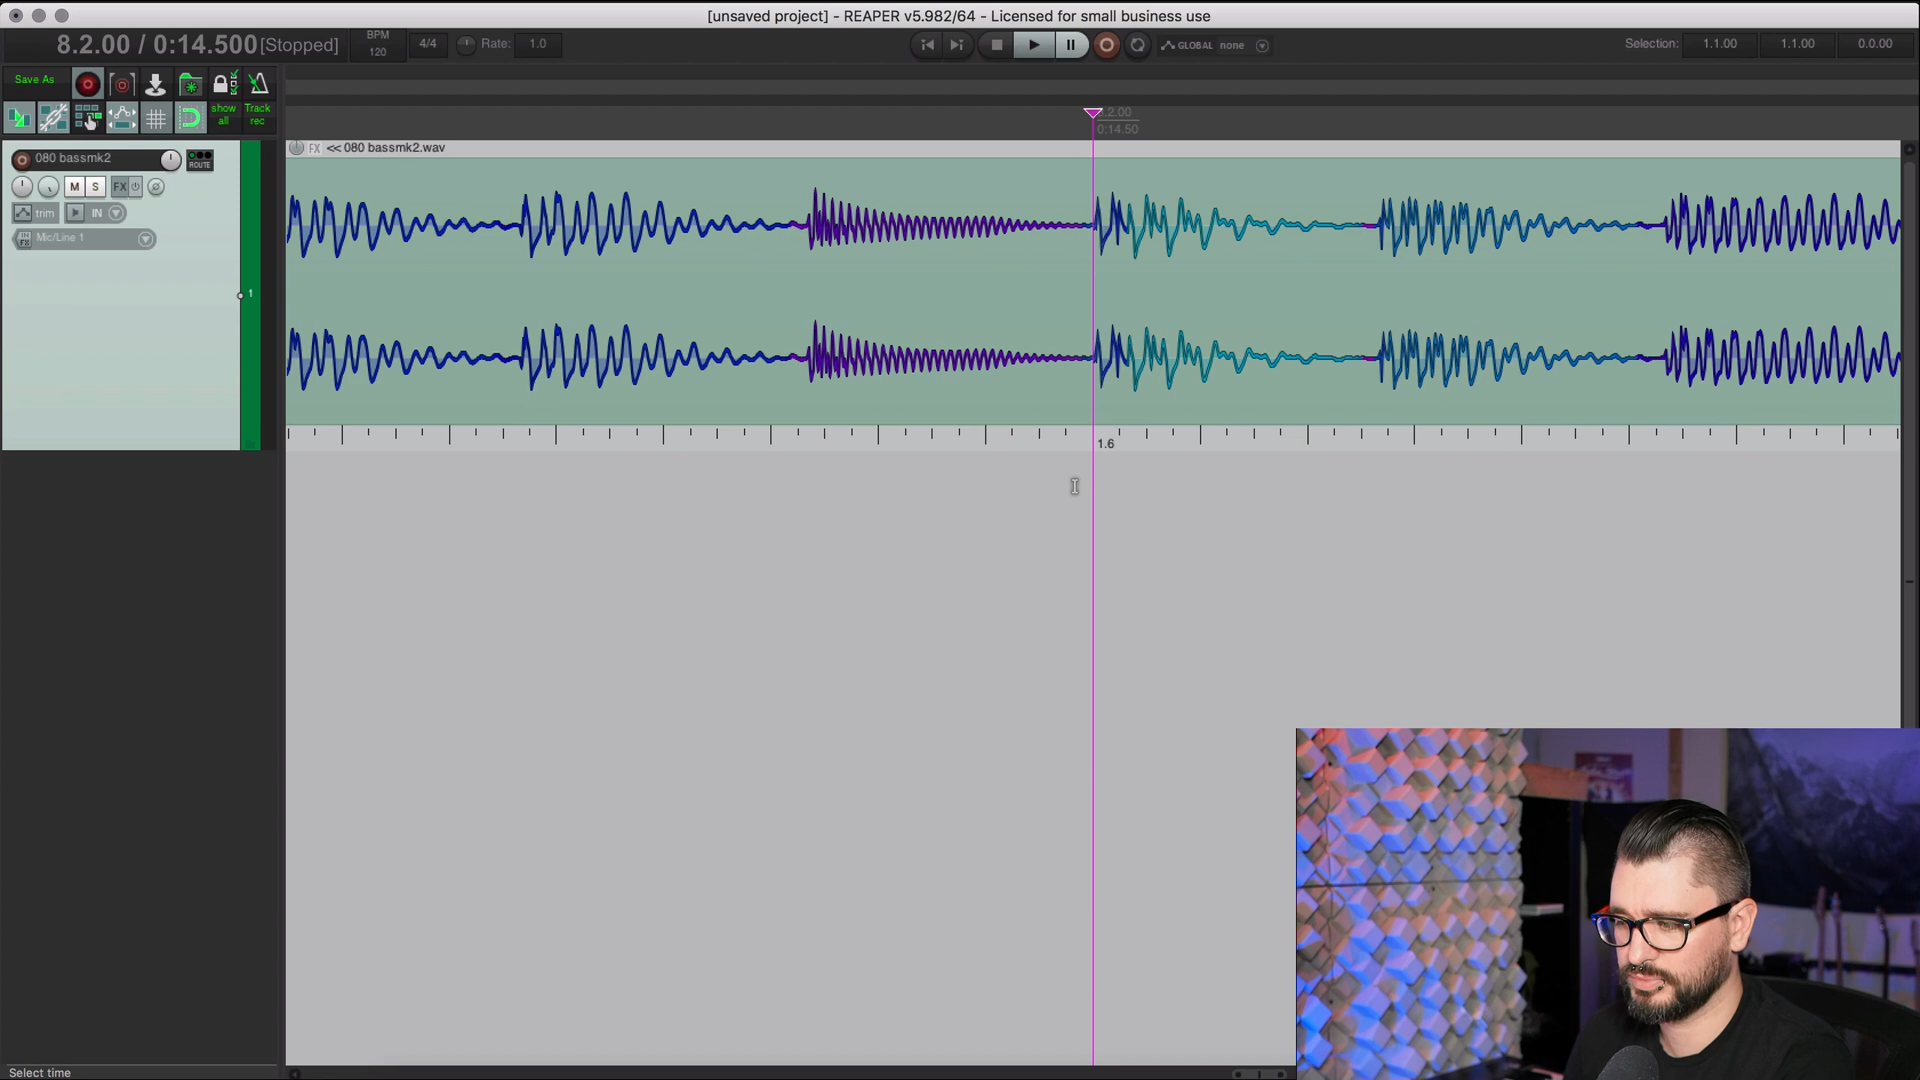 [unsaved project] - REAPER v5.982/64 - Licensed for small business use
8.2.00 / 0:14.500 [Stopped]
BPM
120
4/4
Rate: 1.0
GLOBAL none
Selection: 1.1.00 1.1.00 0.0.00
Save As
show
all
Track
rec
.2.00
0:14.50
080 bassmk2
ROUTE
FX << 080 bassmk2.wav
M S FX
trim IN
IN
FX
Mic/Line 1
1
1.6
Select time